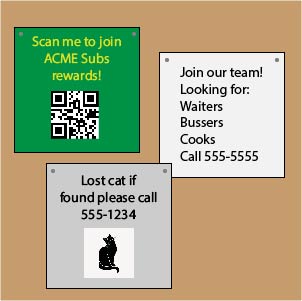 Scan me to join
ACME Subs
rewards!
Join our team!
Looking for:
Waiters
Bussers
Cooks
Call 555-5555
Lost cat if
found please call
555-1234